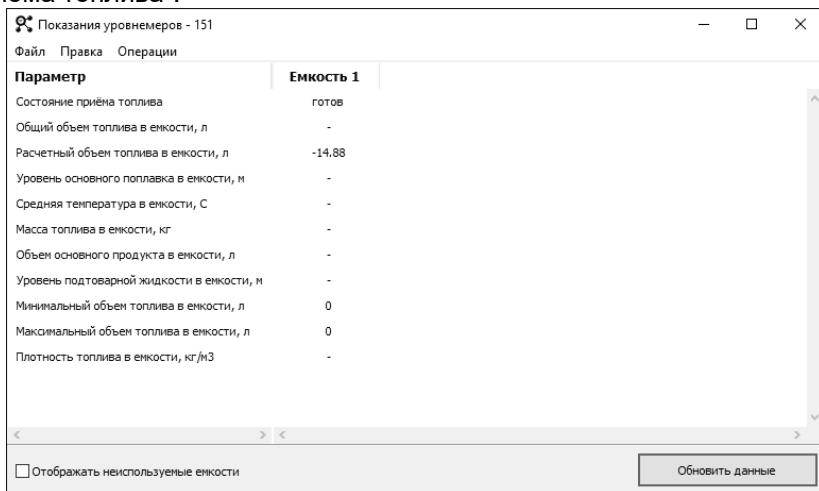 Показания уровнемеров - 151
Файл Правка Операции
Параметр Емкость 1
Состояние приёма топлива готов
Общий объем топлива в емкости, л -
Расчетный объем топлива в емкости, л -14.88
Уровень основного поплавка в емкости, м -
Средняя температура в емкости, С -
Масса топлива в емкости, кг -
Объем основного продукта в емкости, л -
Уровень подтоварной жидкости в емкости, м -
Минимальный объем топлива в емкости, л 0
Максимальный объем топлива в емкости, л 0
Плотность топлива в емкости, кг/м3 -
Отображать неиспользуемые емкости Обновить данные